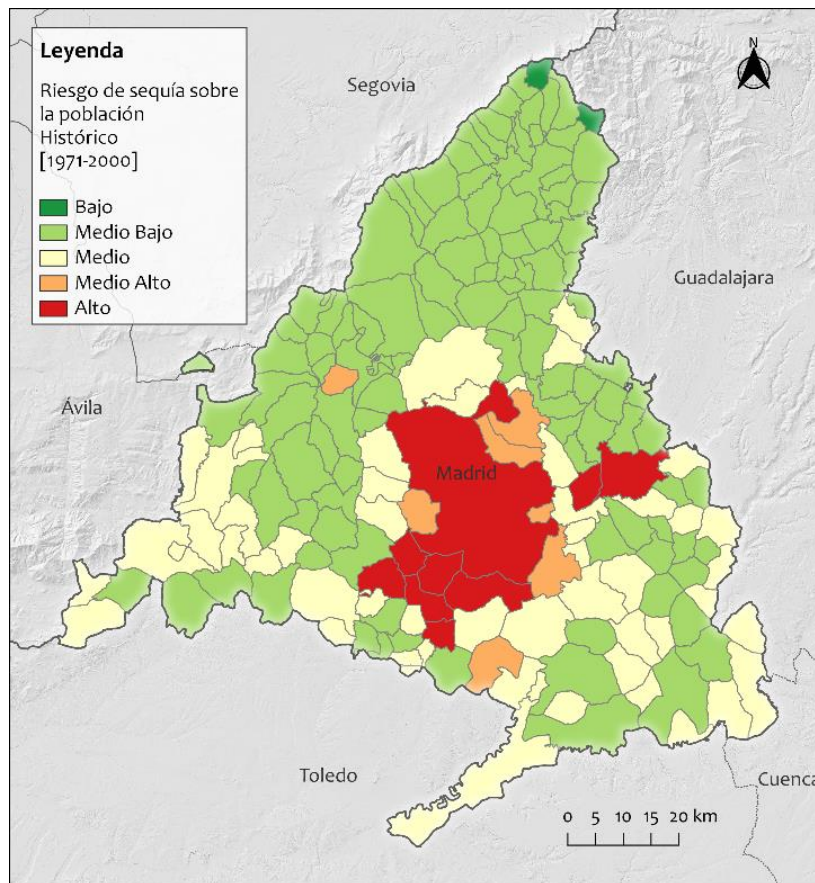 Leyenda
Riesgo de sequía sobre
la población
Histórico
[1971-2000]
Bajo
Medio Bajo
Medio
Medio Alto
Alto
N
Segovia
Guadalajara
Ávila
Madrid
Toledo
Cuenca
0 5 10 15 20 km